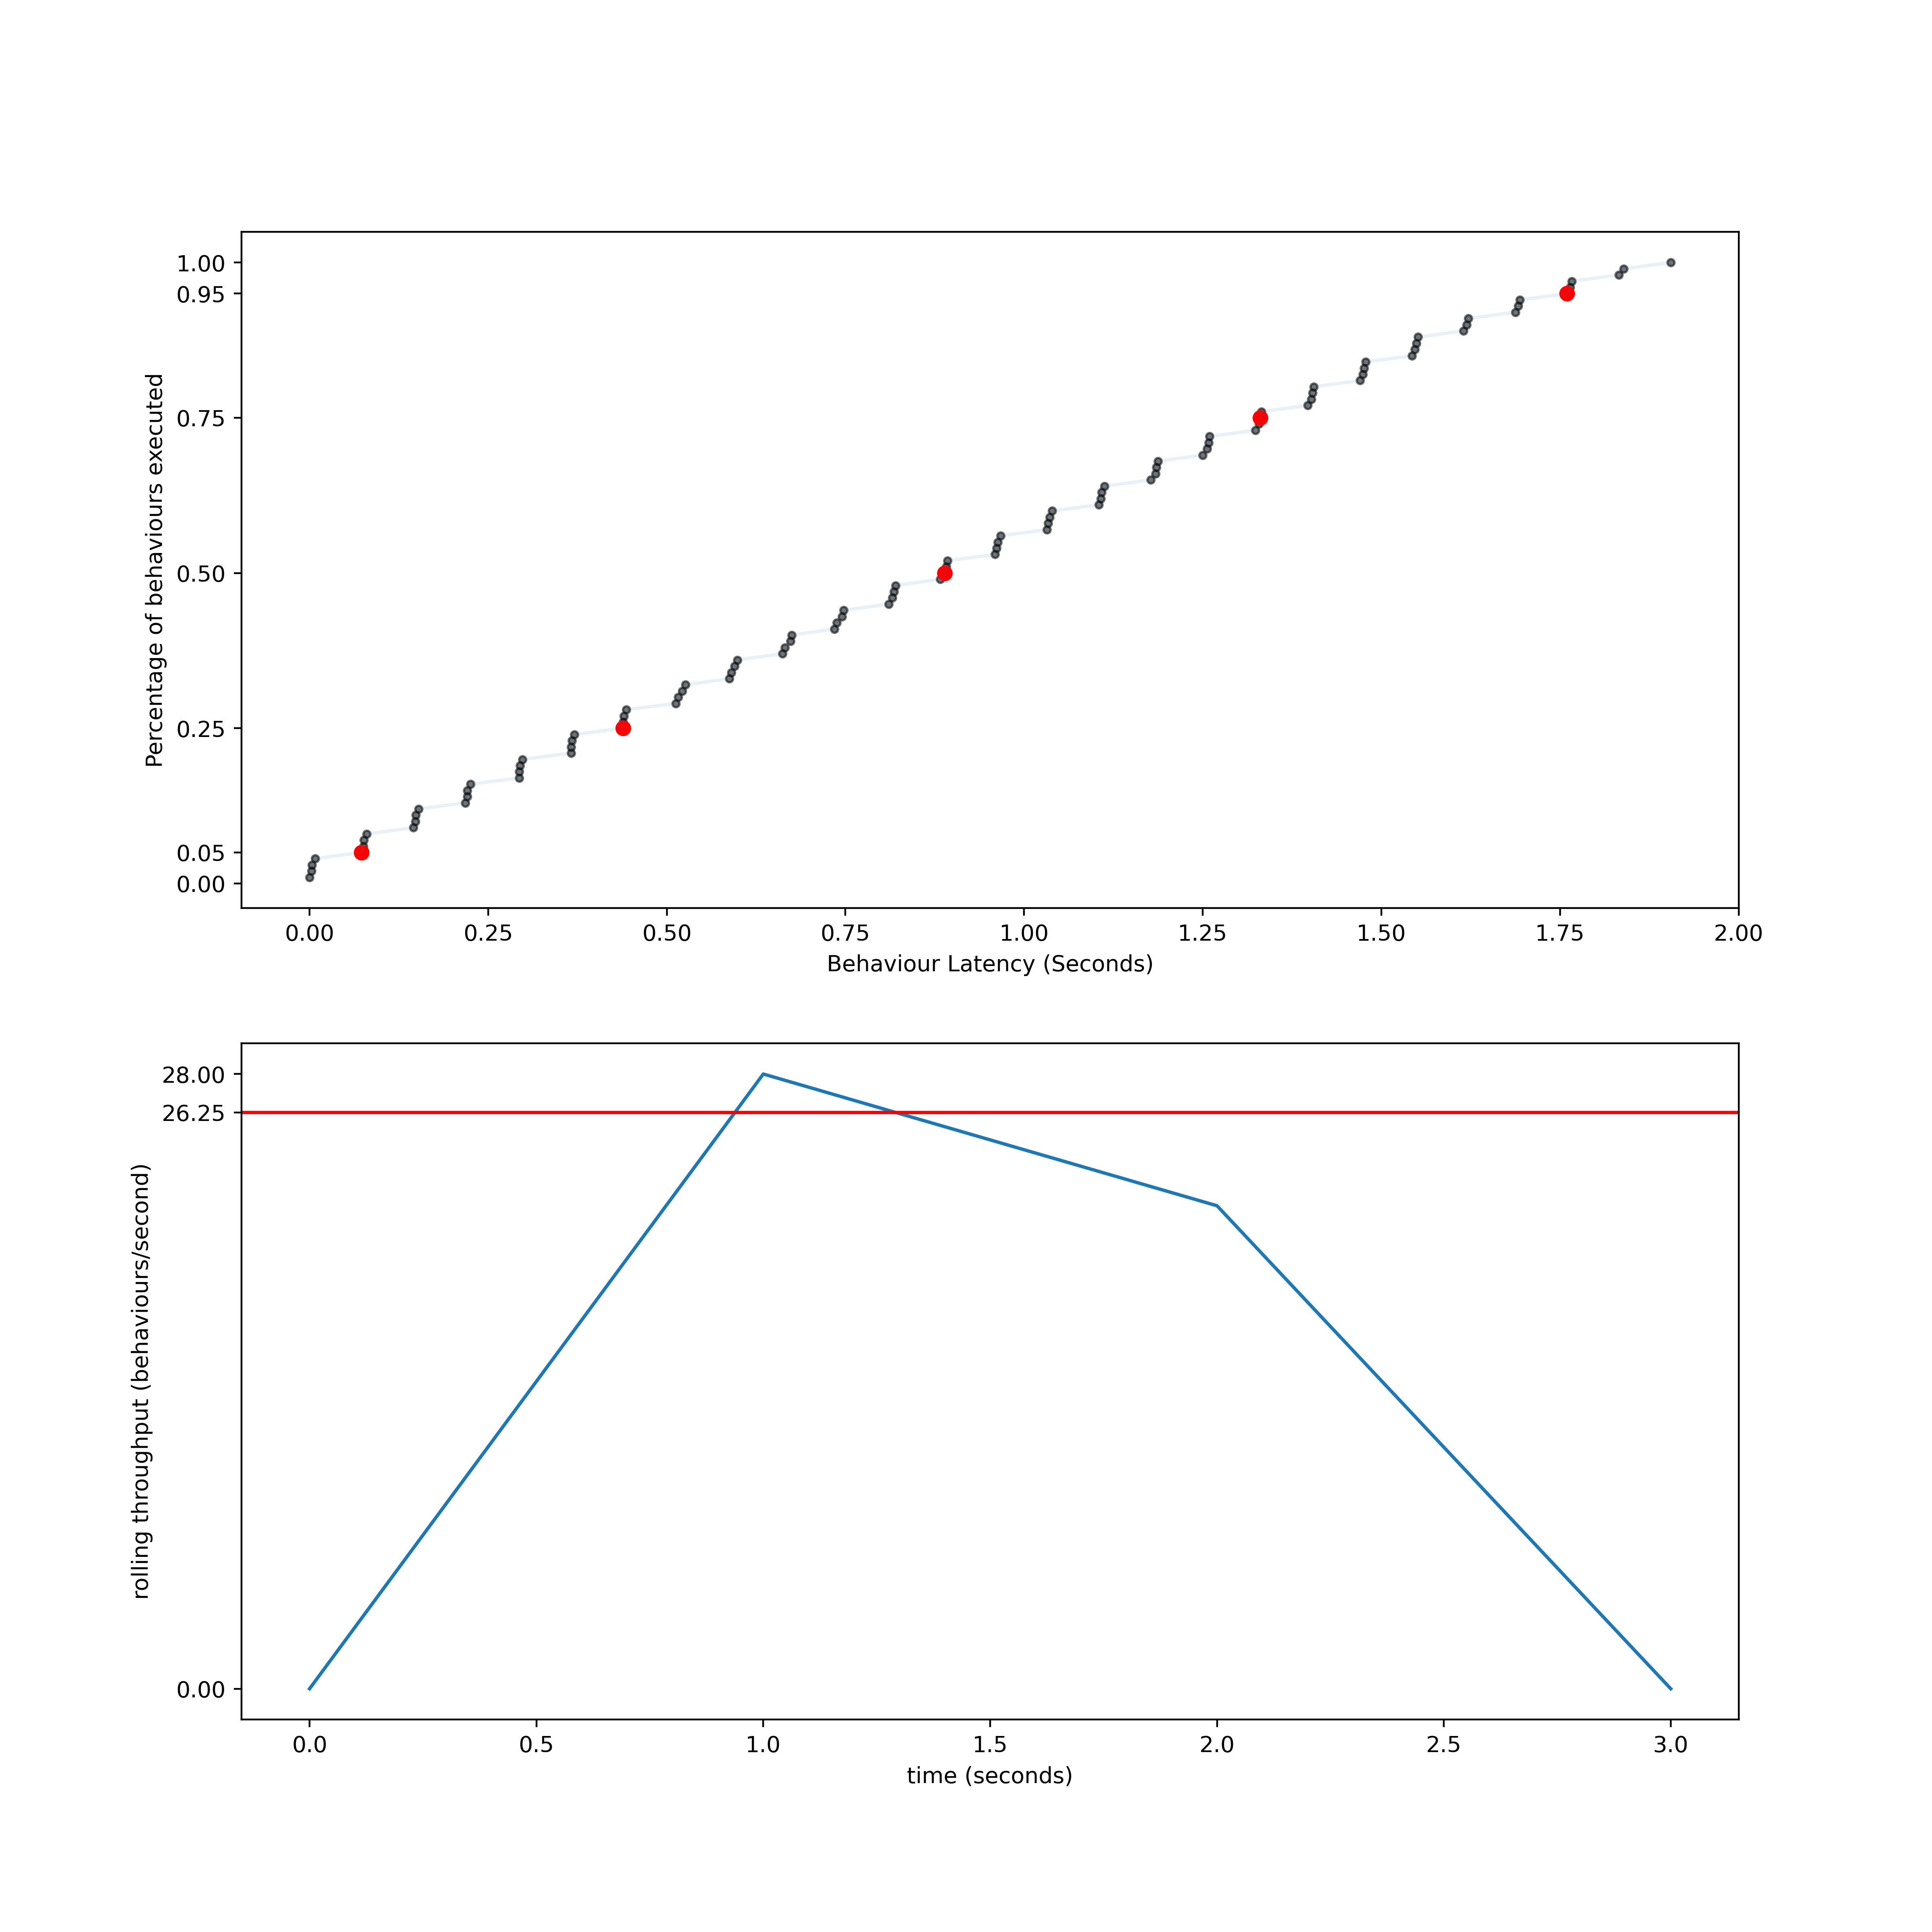 1.00
0.95
0.75
0.50
0.25
0.05
0.00
Percentage of behaviours executed
0.00 0.25 0.50 0.75 1.00 1.25 1.50 1.75 2.00
Behaviour Latency (Seconds)
28.00
26.25
0.00
rolling throughput (behaviours/second)
0.0 0.5 1.0 1.5 2.0 2.5 3.0
time (seconds)